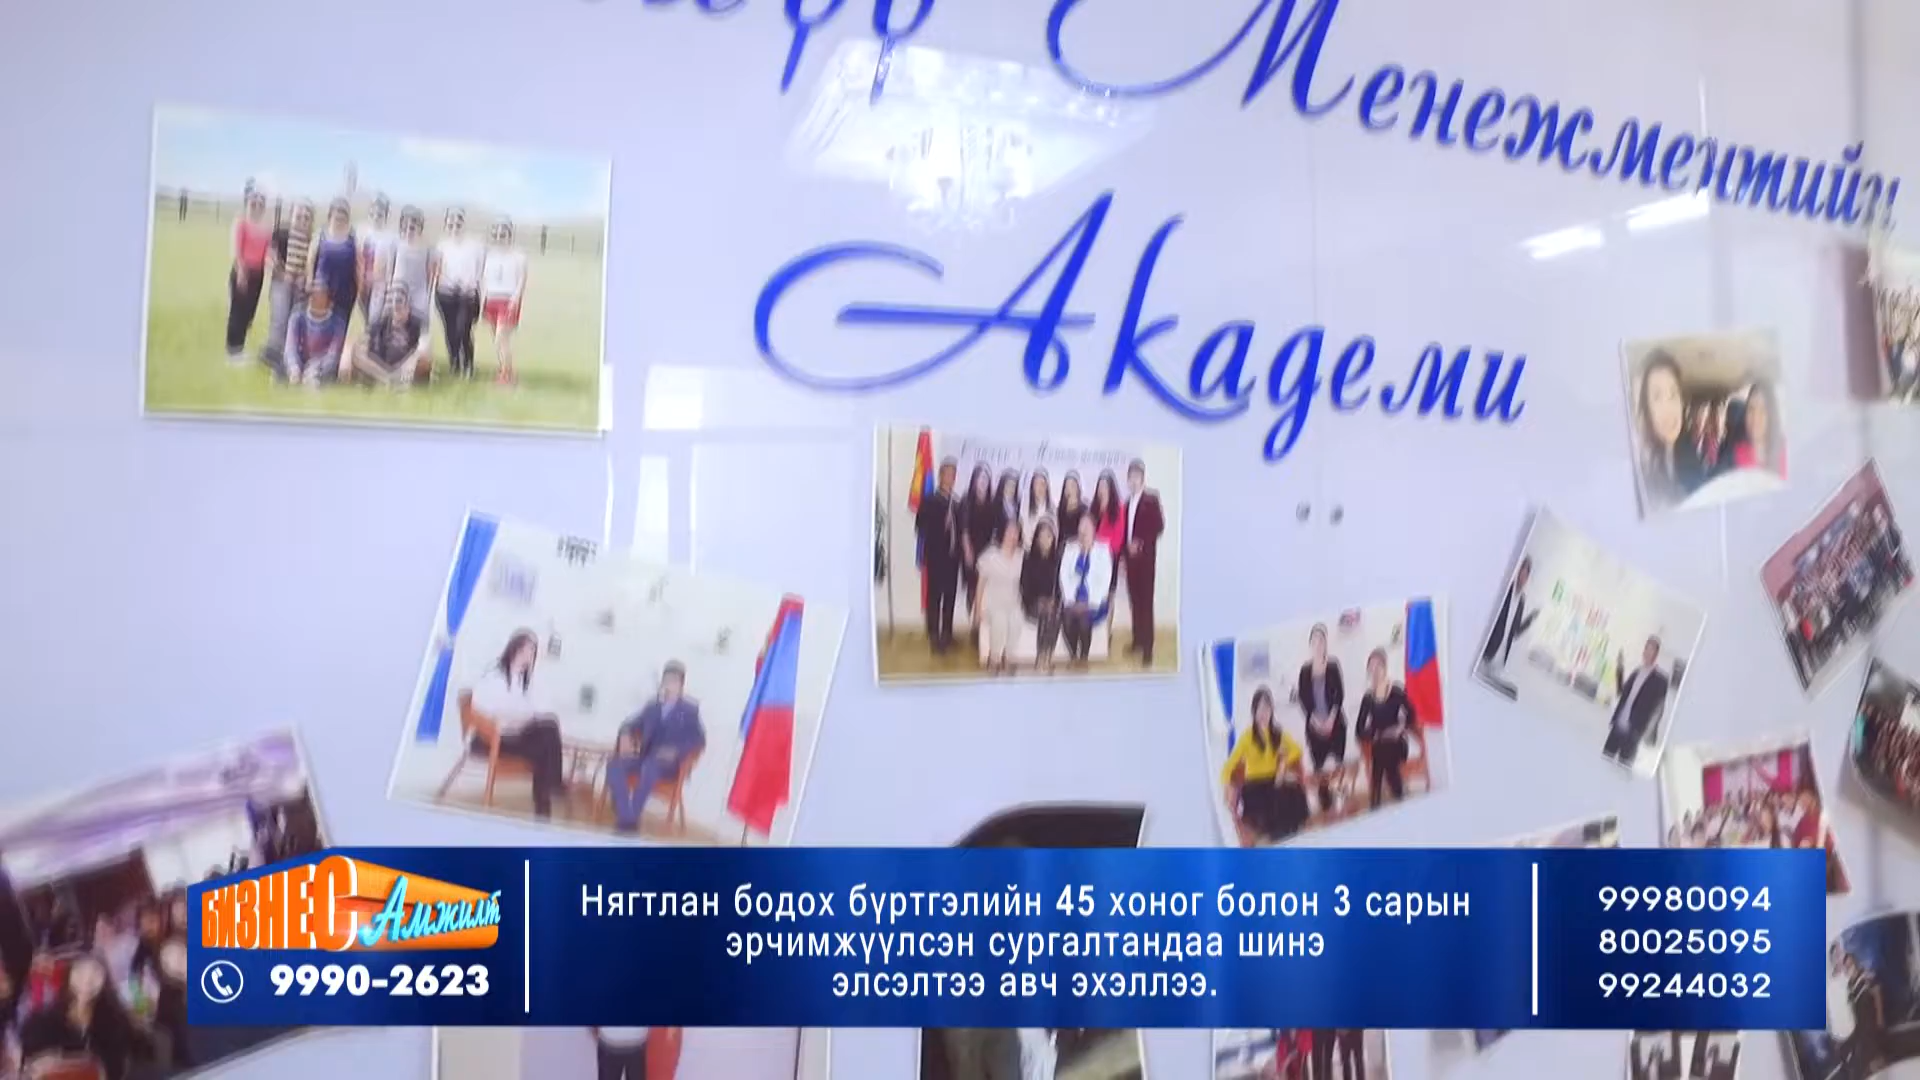 Менежментийн
Академи
БИЗНЕС
Амжилт
9990-2623
Нягтлан бодох бүртгэлийн 45 хоног болон 3 сарын
эрчимжүүлсэн сургалтандаа шинэ
элсэлтээ авч эхэллээ.
99980094
80025095
99244032